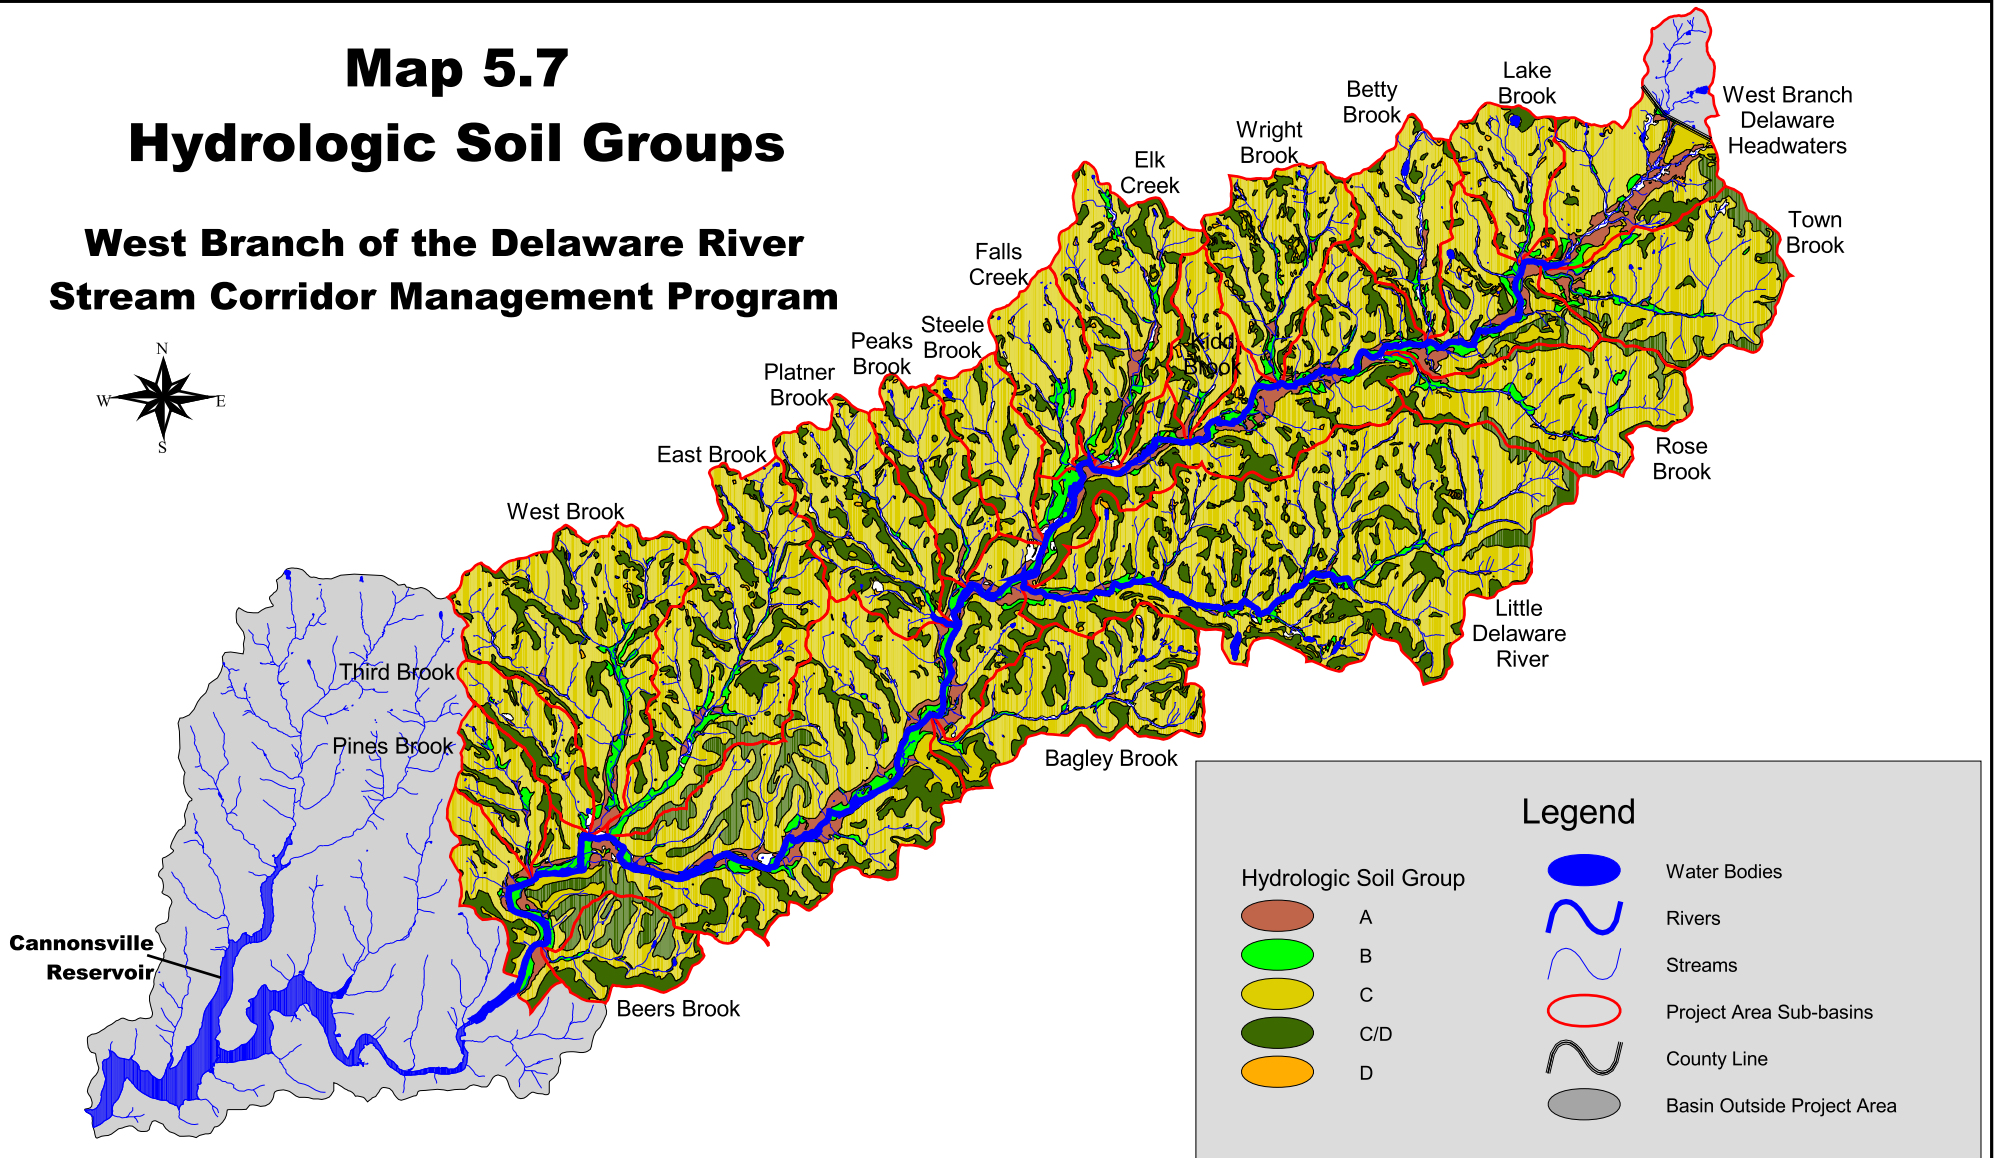 Map 5.7
Hydrologic Soil Groups
West Branch of the Delaware River
Stream Corridor Management Program
N
W
E
S
Lake
Brook
Betty
Brook
West Branch
Delaware
Headwaters
Wright
Brook
Elk
Creek
Town
Brook
Falls
Creek
Steele
Brook
Peaks
Brook
Kidd
Brook
Platner
Brook
East Brook
Rose
Brook
West Brook
Little
Delaware
River
Third Brook
Pines Brook
Bagley Brook
Cannonsville
Reservoir
Beers Brook
Legend
Hydrologic Soil Group
A
B
C
C/D
D
Water Bodies
Rivers
Streams
Project Area Sub-basins
County Line
Basin Outside Project Area